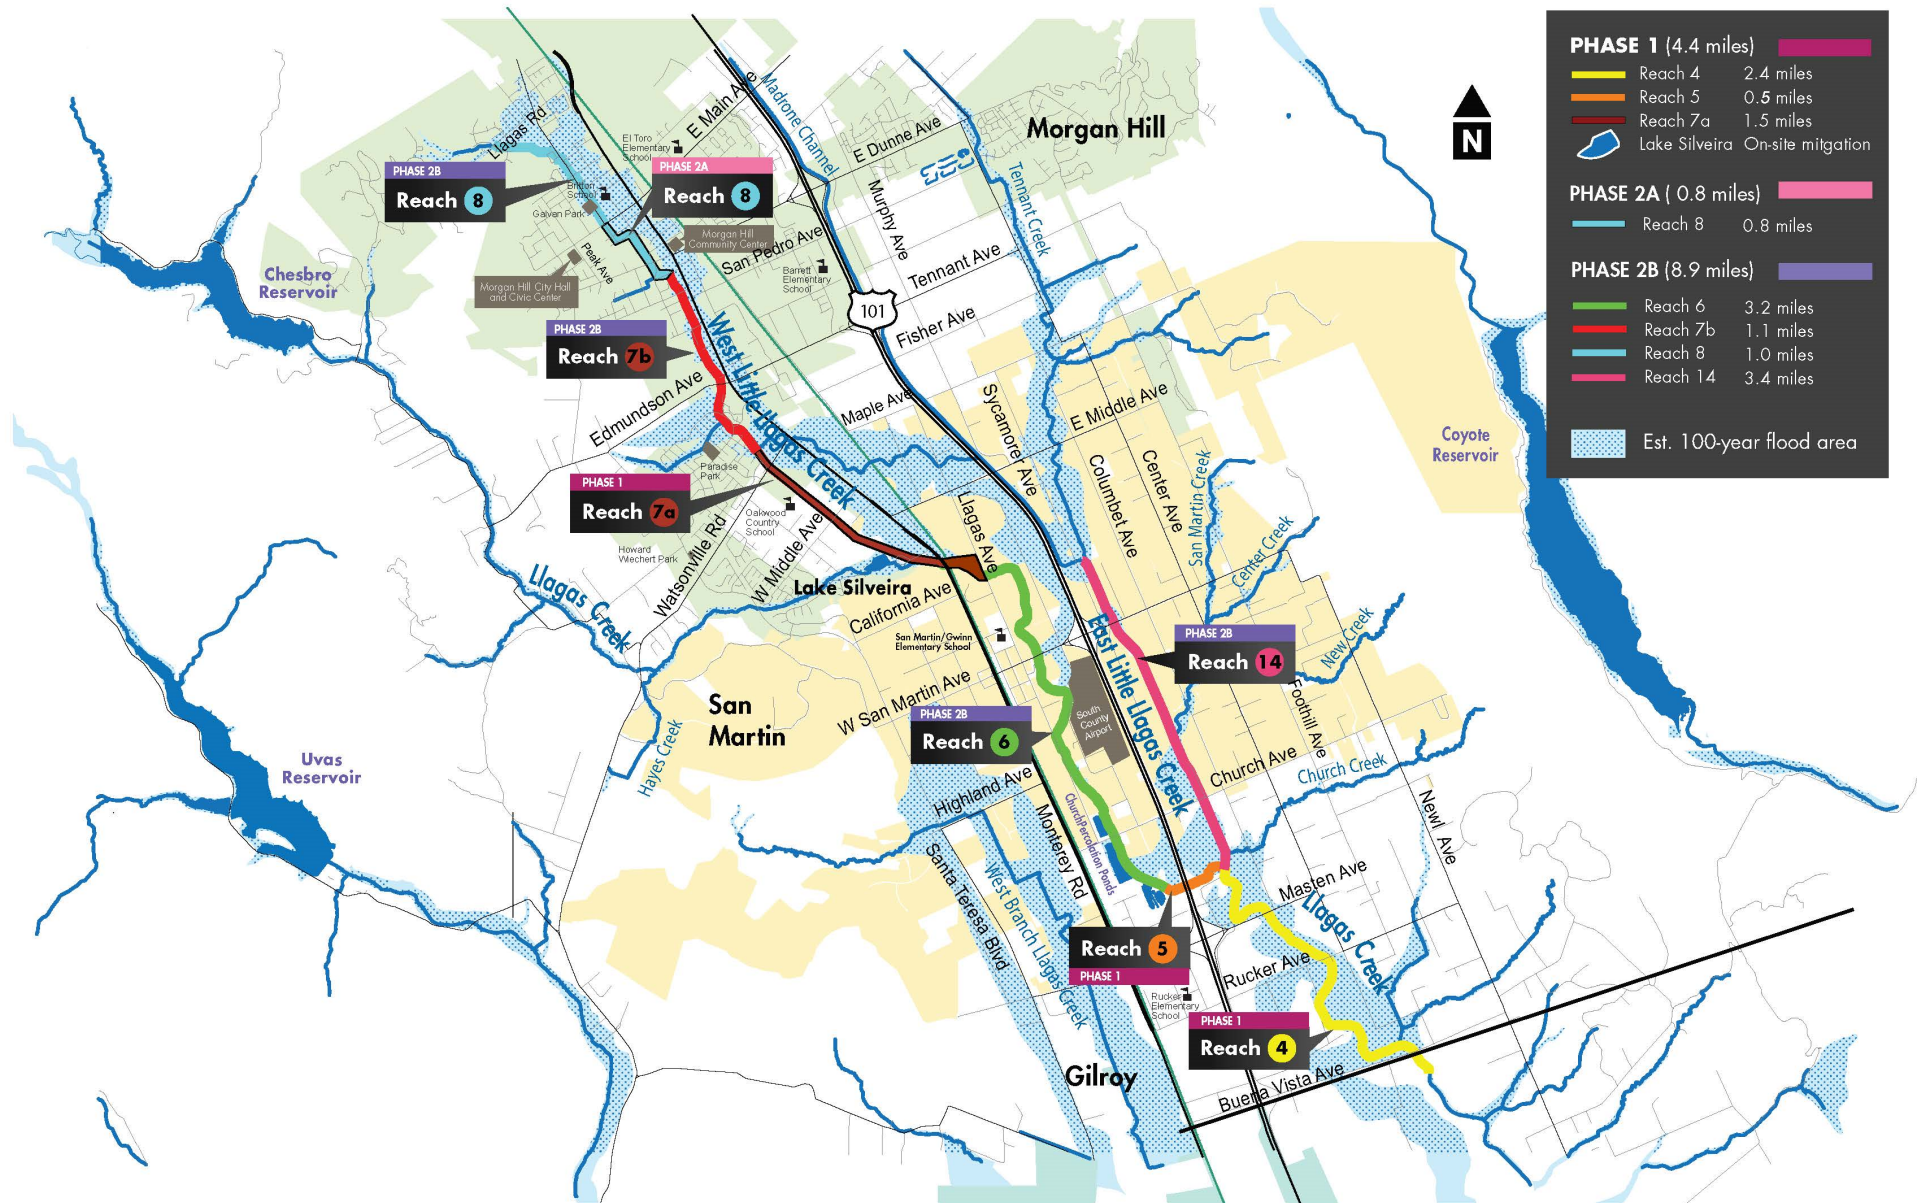 PHASE 1 (4.4 miles)
Reach 4 2.4 miles
Reach 5 0.5 miles
Reach 7a 1.5 miles
Lake Silveira On-site mitgation
PHASE 2A ( 0.8 miles)
Reach 8 0.8 miles
PHASE 2B (8.9 miles)
Reach 6 3.2 miles
Reach 7b 1.1 miles
Reach 8 1.0 miles
Reach 14 3.4 miles
Est. 100-year flood area
N
Morgan Hill
Madrone Channel
E Main Ave
E Dunne Ave
Llagas Rd
El Toro
Elementary
School
PHASE 2B
Reach 8
PHASE 2A
Reach 8
Britton
School
Galvan Park
Morgan Hill
Community Center
Peak Ave
San Pedro Ave
Murphy Ave
Tennant Creek
Tennant Ave
Barrett
Elementary
School
Morgan Hill City Hall
and Civic Center
Chesbro
Reservoir
101
Fisher Ave
PHASE 2B
Reach 7b
West Little Llagas Creek
Edmundson Ave
Maple Ave
Sycamorer Ave
E Middle Ave
Coyote
Reservoir
Paradise
Park
PHASE 1
Reach 7a
Oakwood
Country
School
Howard
Wiechert Park
Watsonville Rd
W Middle Ave
Llagas Ave
Columbet Ave
Center Ave
San Martin Creek
Center Creek
Llagas Creek
Lake Silveira
California Ave
San Martin/Gwinn
Elementary School
East Little Llagas Creek
PHASE 2B
Reach 14
New Creek
San
Martin
W San Martin Ave
South
County
Airport
Foothill Ave
PHASE 2B
Reach 6
Hayes Creek
Uvas
Reservoir
Highland Ave
Church Ave
Church Creek
Monterey Rd
ChurchPercolation Ponds
Newl Ave
Santa Teresa Blvd
West Branch Llagas Creek
Masten Ave
Llagas Creek
Reach 5
PHASE 1
Rucker Ave
Rucker
Elementary
School
PHASE 1
Reach 4
Gilroy
Buena Vista Ave